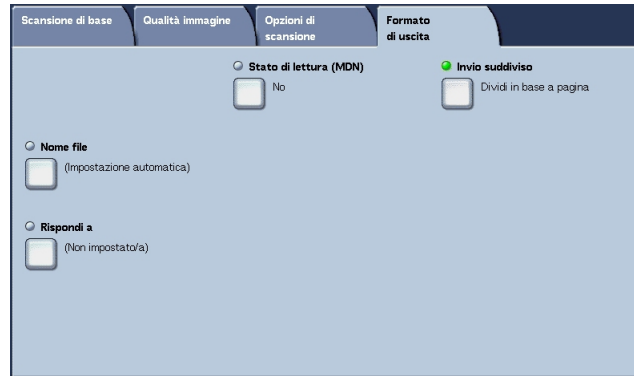 Scansione di base
Qualità immagine
Opzioni di
scansione
Formato
di uscita
Stato di lettura (MDN)
No
Invio suddiviso
Dividi in base a pagina
Nome file
(Impostazione automatica)
Rispondi a
(Non impostato/a)